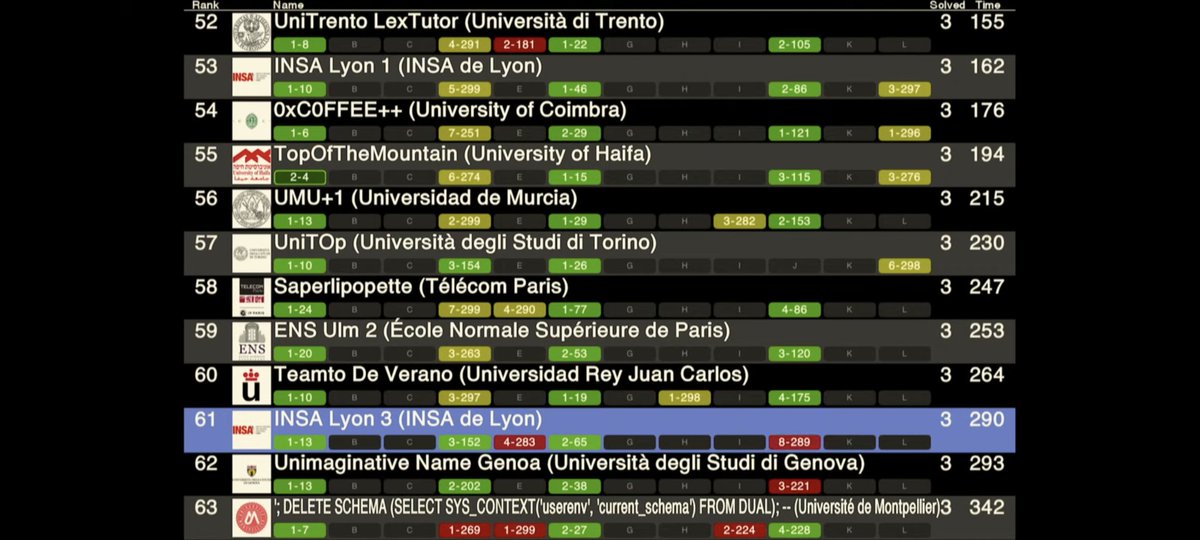 Rank Name Solved Time
52 UniTrento LexTutor (Università di Trento) 3 155
1-8 B C 4-291 2-181 1-22 G H I 2-105 K L
INSA
53 INSA Lyon 1 (INSA de Lyon) 3 162
1-10 B C 5-299 E 1-46 G H I 2-86 K 3-297
54 0xC0FFEE++ (University of Coimbra) 3 176
1-6 B C 7-251 E 2-29 G H I 1-121 K 1-296
55 TopOfTheMountain (University of Haifa) 3 194
University of Haifa
2-4 B C 6-274 E 1-15 G H I 3-115 K 3-276
56 UMU+1 (Universidad de Murcia) 3 215
1-13 B C 2-299 E 1-29 G H 3-282 2-153 K L
57 UniTOp (Università degli Studi di Torino) 3 230
1-10 B C 3-154 E 1-26 G H I J K 6-298
58 Saperlipopette (Télécom Paris) 3 247
TELECOM
Paris
IP PARIS
1-24 B C 7-299 4-290 1-77 G H I 4-86 K L
59 ENS Ulm 2 (École Normale Supérieure de Paris) 3 253
ENS
1-20 B C 3-263 E 2-53 G H I 3-120 K L
60 Teamto De Verano (Universidad Rey Juan Carlos) 3 264
u
1-10 B C 3-297 E 1-19 G 1-298 I 4-175 K L
61 INSA Lyon 3 (INSA de Lyon) 3 290
INSA
1-13 B C 3-152 4-283 2-65 G H I 8-289 K L
62 Unimaginative Name Genoa (Università degli Studi di Genova) 3 293
1-13 B C 2-202 E 2-38 G H I 3-221 K L
63 '; DELETE SCHEMA (SELECT SYS_CONTEXT('userenv', 'current_schema') FROM DUAL); -- (Université de Montpellier) 3 342
1-7 B C 1-269 1-299 2-27 G H 2-224 4-228 K L